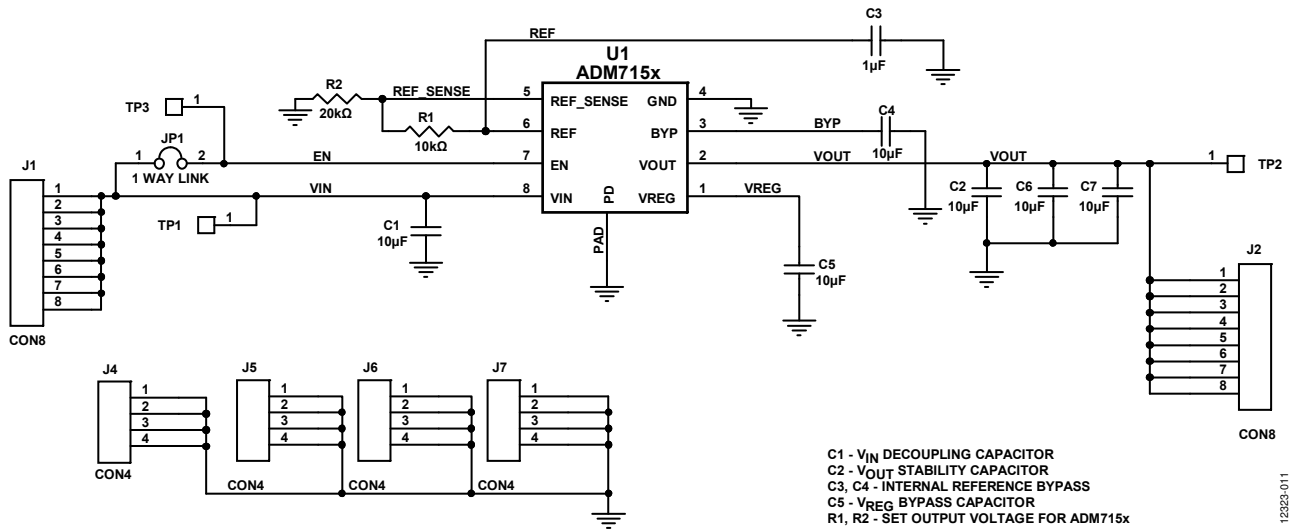 C3
1µF
REF
U1
ADM715x
R2
20kΩ
REF_SENSE
5
REF_SENSE
GND
4
TP3
1
R1
10kΩ
6
REF
BYP
3
BYP
C4
10µF
JP1
1
2
1 WAY LINK
EN
7
EN
VOUT
2
VOUT
VOUT
1
TP2
J1
1
2
3
4
5
6
7
8
CON8
VIN
8
VIN
PD
VREG
1
VREG
TP1
1
C1
10µF
PAD
C5
10µF
C2
10µF
C6
10µF
C7
10µF
J2
1
2
3
4
5
6
7
8
CON8
J4
1
2
3
4
CON4
J5
1
2
3
4
CON4
J6
1
2
3
4
CON4
J7
1
2
3
4
CON4
C1 - VIN DECOUPLING CAPACITOR
C2 - VOUT STABILITY CAPACITOR
C3, C4 - INTERNAL REFERENCE BYPASS
C5 - VREG BYPASS CAPACITOR
R1, R2 - SET OUTPUT VOLTAGE FOR ADM715x
12323-011